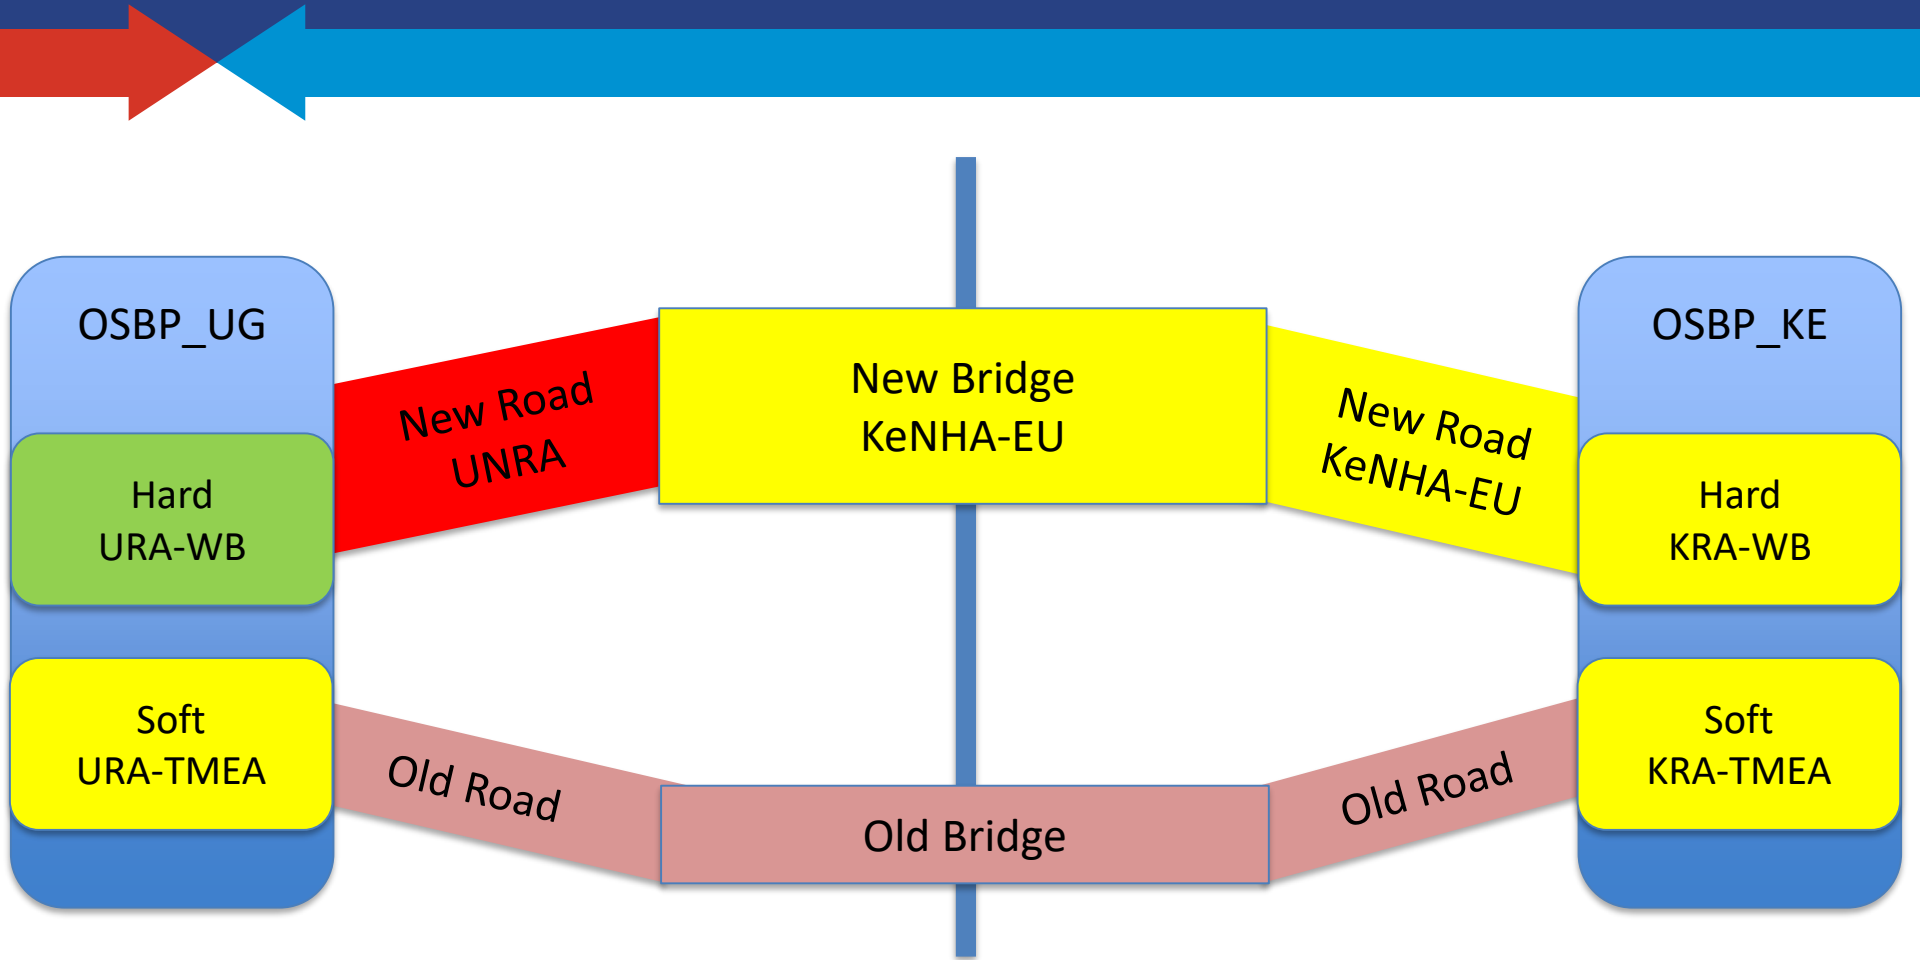 OSBP_UG
Hard
URA-WB
Soft
URA-TMEA
New Road
UNRA
New Bridge
KeNHA-EU
New Road
KeNHA-EU
Old Road
Old Bridge
Old Road
OSBP_KE
Hard
KRA-WB
Soft
KRA-TMEA